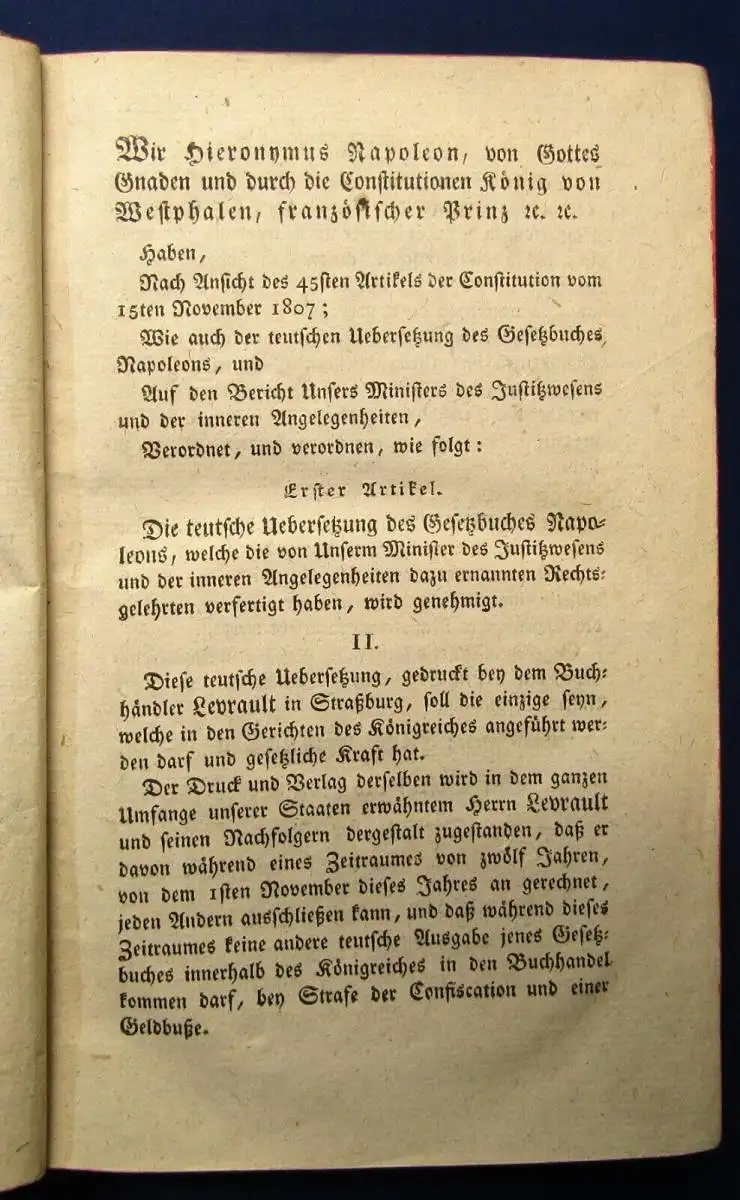 Wir Hieronymus Napoleon, von Gottes
Gnaden und durch die Constitutionen König von
Westphalen, französischer Prinz ꝛc. ꝛc.
Haben,
Nach Ansicht des 45sten Artikels der Constitution vom
15ten November 1807;
Wie auch der teutschen Uebersetzung des Gesetzbuches
Napoleons, und
Auf den Bericht Unsers Ministers des Justitzwesens
und der inneren Angelegenheiten,
Verordnet, und verordnen, wie folgt:
Erster Artikel.
Die teutsche Uebersetzung des Gesetzbuches Napo-
leons, welche die von Unserm Minister des Justitzwesens
und der inneren Angelegenheiten dazu ernannten Rechts-
gelehrten verfertigt haben, wird genehmigt.
II.
Diese teutsche Uebersetzung, gedruckt bey dem Buch-
händler Levrault in Straßburg, soll die einzige seyn,
welche in den Gerichten des Königreiches angeführt wer-
den darf und gesetzliche Kraft hat.
Der Druck und Verlag derselben wird in dem ganzen
Umfange unserer Staaten erwähntem Herrn Levrault
und seinen Nachfolgern dergestalt zugestanden, daß er
davon während eines Zeitraumes von zwölf Jahren,
von dem 1sten November dieses Jahres an gerechnet,
jeden Andern ausschließen kann, und daß während dieses
Zeitraumes keine andere teutsche Ausgabe jenes Gesetz-
buches innerhalb des Königreiches in den Buchhandel
kommen darf, bey Strafe der Confiscation und einer
Geldbuße.